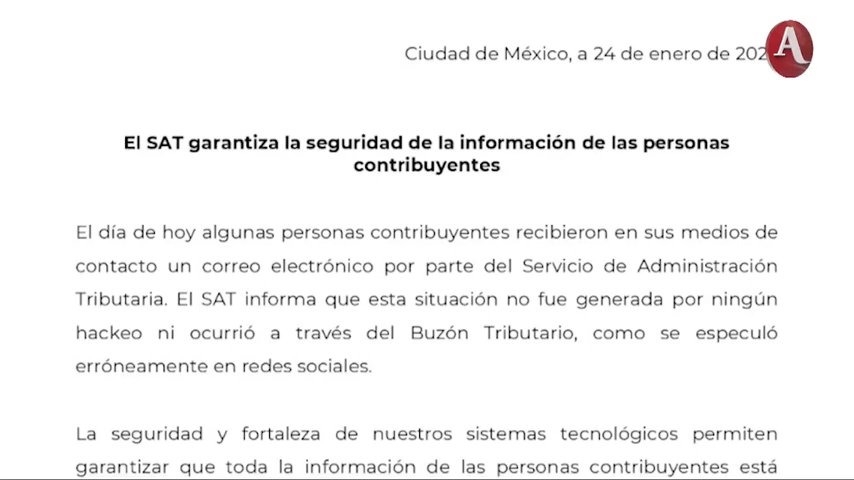 Ciudad de México, a 24 de enero de 202
A
El SAT garantiza la seguridad de la información de las personas
contribuyentes
El día de hoy algunas personas contribuyentes recibieron en sus medios de
contacto un correo electrónico por parte del Servicio de Administración
Tributaria. El SAT informa que esta situación no fue generada por ningún
hackeo ni ocurrió a través del Buzón Tributario, como se especuló
erróneamente en redes sociales.
La seguridad y fortaleza de nuestros sistemas tecnológicos permiten
garantizar que toda la información de las personas contribuyentes está